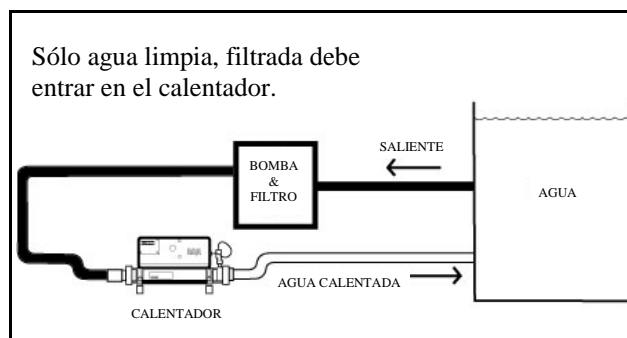 Sólo agua limpia, filtrada debe
entrar en el calentador.
SALIENTE
BOMBA
&
FILTRO
AGUA
AGUA CALENTADA
CALENTADOR